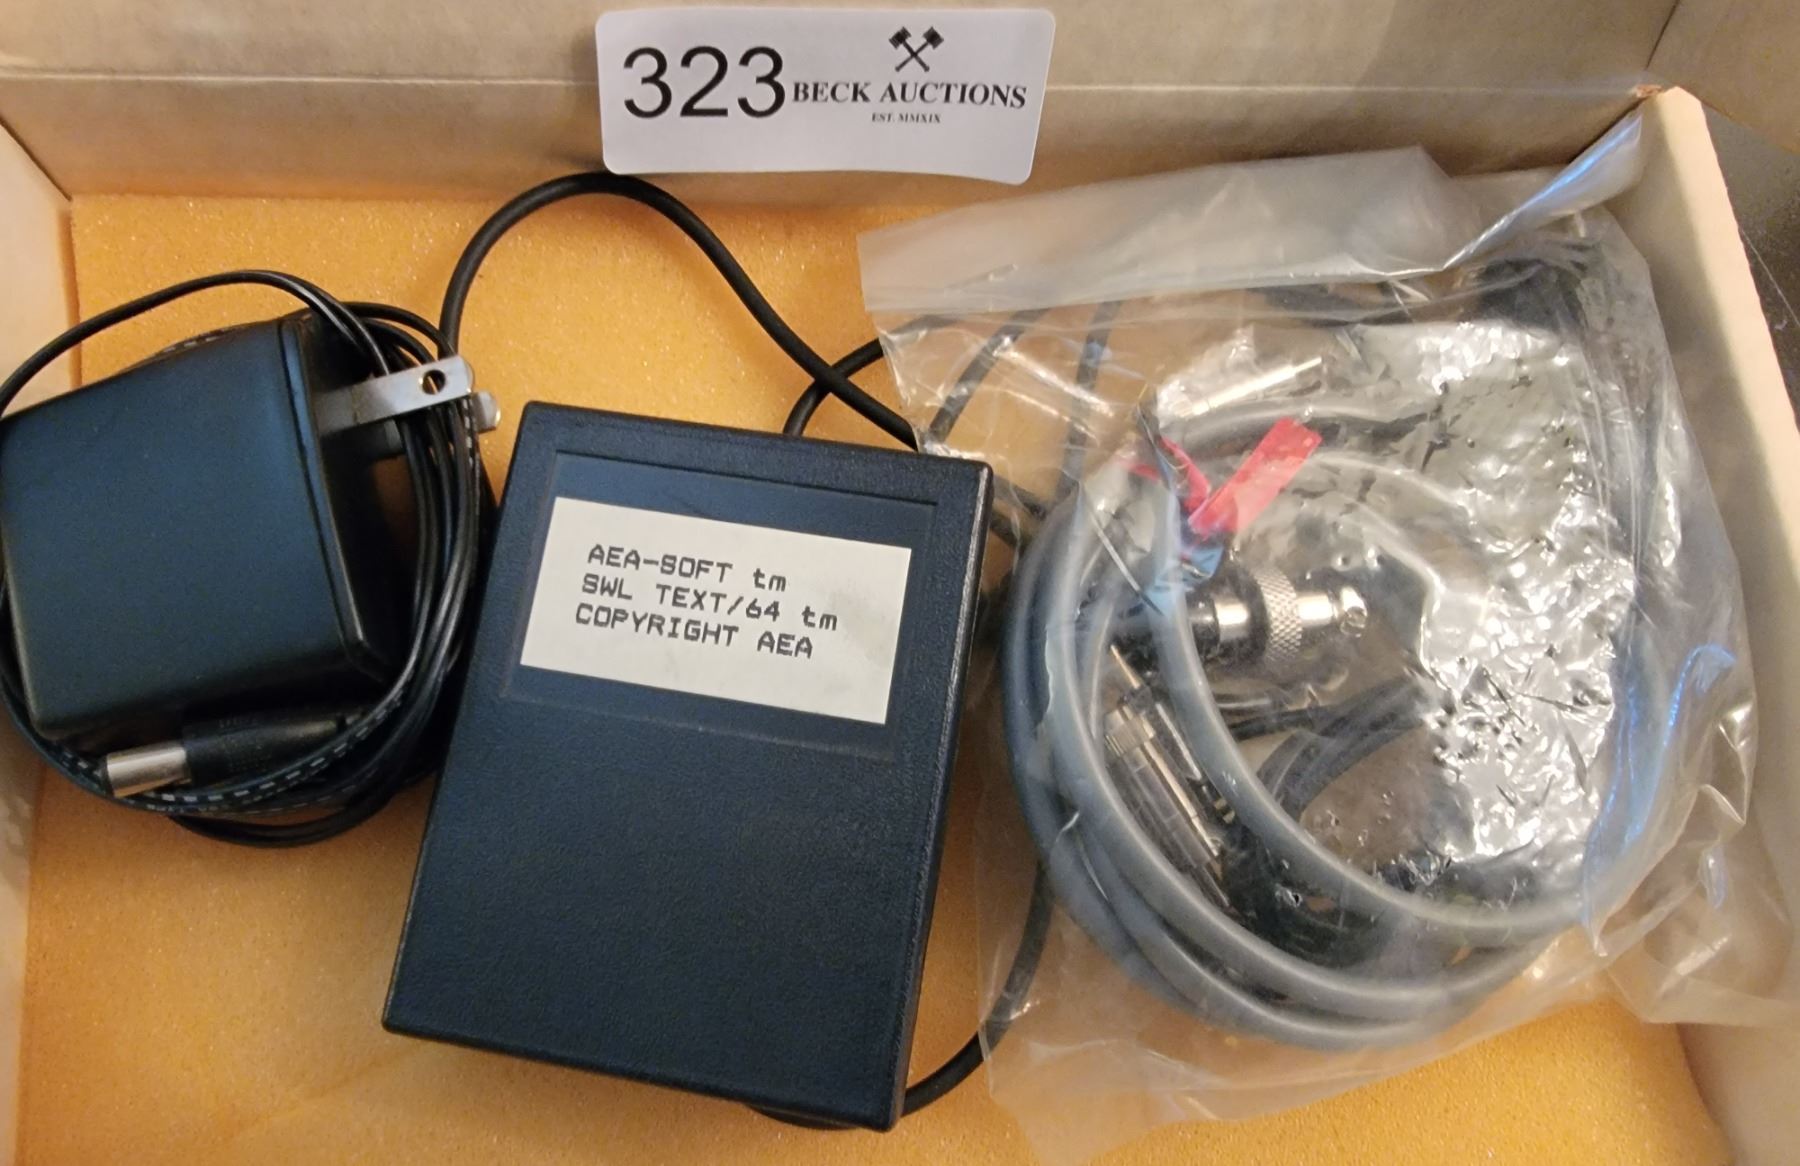 323
BECK AUCTIONS
EST. MMXIX
AEA-SOFT tm
SWL TEXT/64 tm
COPYRIGHT AEA